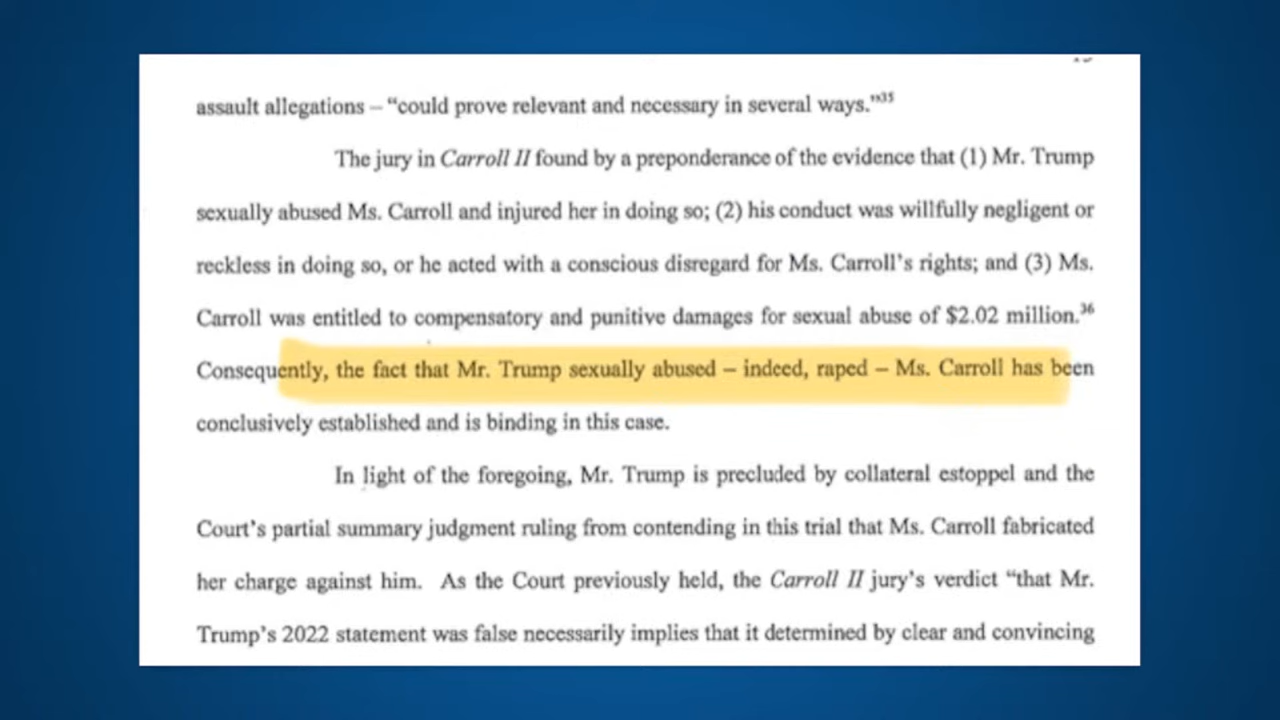 assault allegations – “could prove relevant and necessary in several ways.”35
The jury in Carroll II found by a preponderance of the evidence that (1) Mr. Trump
sexually abused Ms. Carroll and injured her in doing so; (2) his conduct was willfully negligent or
reckless in doing so, or he acted with a conscious disregard for Ms. Carroll’s rights; and (3) Ms.
Carroll was entitled to compensatory and punitive damages for sexual abuse of $2.02 million.36
Consequently, the fact that Mr. Trump sexually abused – indeed, raped – Ms. Carroll has been
conclusively established and is binding in this case.
In light of the foregoing, Mr. Trump is precluded by collateral estoppel and the
Court’s partial summary judgment ruling from contending in this trial that Ms. Carroll fabricated
her charge against him. As the Court previously held, the Carroll II jury’s verdict “that Mr.
Trump’s 2022 statement was false necessarily implies that it determined by clear and convincing